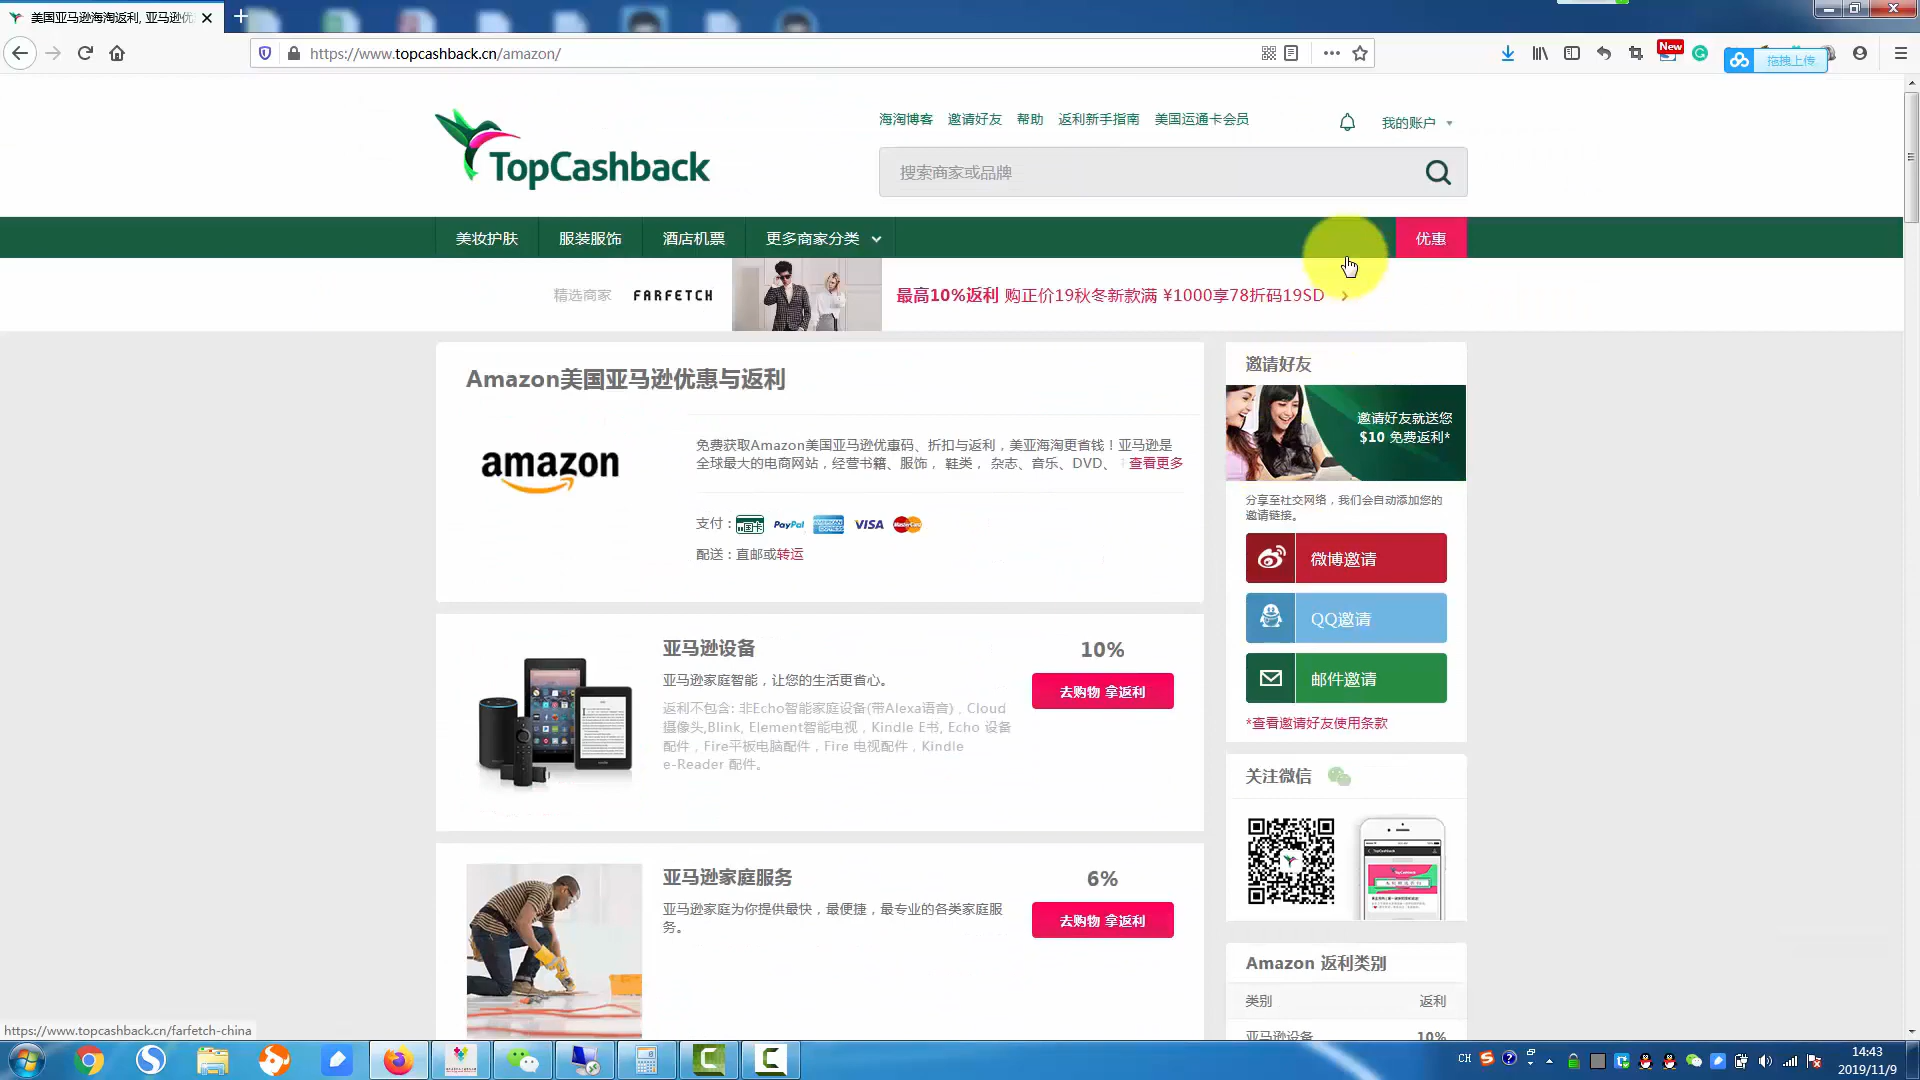 美国亚马逊海淘返利, 亚马逊优
https://www.topcashback.cn/amazon/
New
拖拽上传
TopCashback
海淘博客 邀请好友 帮助 返利新手指南 美国运通卡会员
我的账户
搜索商家或品牌
美妆护肤 服装服饰 酒店机票 更多商家分类 优惠
精选商家 FARFETCH 最高10%返利 购正价19秋冬新款满 ¥1000享78折码19SD
Amazon美国亚马逊优惠与返利
amazon
免费获取Amazon美国亚马逊优惠码、折扣与返利，美亚海淘更省钱！亚马逊是
全球最大的电商网站，经营书籍、服饰， 鞋类， 杂志、音乐、DVD、 查看更多
支付：国卡 PayPal AMERICAN EXPRESS VISA MasterCard
配送：直邮或转运
亚马逊设备
10%
亚马逊家庭智能，让您的生活更省心。
去购物 拿返利
返利不包含: 非Echo智能家庭设备(带Alexa语音)，Cloud
摄像头,Blink, Element智能电视，Kindle E书, Echo 设备
配件，Fire平板电脑配件，Fire 电视配件，Kindle
e-Reader 配件。
亚马逊家庭服务
6%
亚马逊家庭为你提供最快，最便捷，最专业的各类家庭服
务。
去购物 拿返利
邀请好友
邀请好友就送您
$10 免费返利*
分享至社交网络，我们会自动添加您的
邀请链接。
微博邀请
QQ邀请
邮件邀请
*查看邀请好友使用条款
关注微信
TopCashback
Amazon 返利类别
类别 返利
亚马逊设备 10%
https://www.topcashback.cn/farfetch-china
CH
14:43
2019/11/9